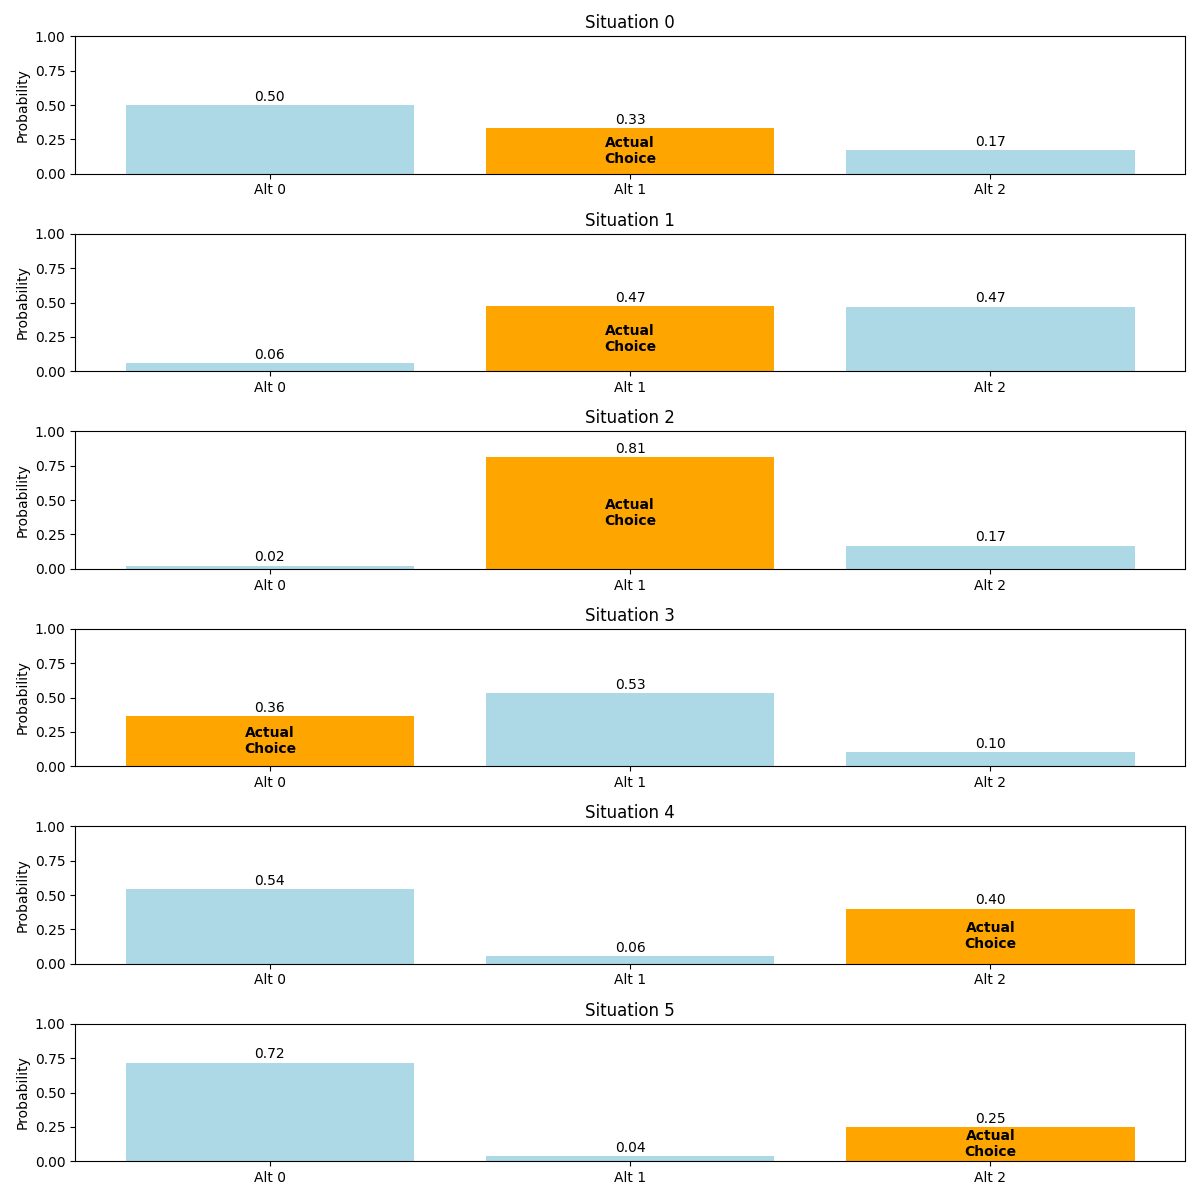 Situation 0
1.00
0.75
0.50
0.25
0.00
Probability
0.50
0.33
0.17
Actual
Choice
Alt 0
Alt 1
Alt 2
Situation 1
1.00
0.75
0.50
0.25
0.00
Probability
0.06
0.47
0.47
Actual
Choice
Alt 0
Alt 1
Alt 2
Situation 2
1.00
0.75
0.50
0.25
0.00
Probability
0.02
0.81
0.17
Actual
Choice
Alt 0
Alt 1
Alt 2
Situation 3
1.00
0.75
0.50
0.25
0.00
Probability
0.36
0.53
0.10
Actual
Choice
Alt 0
Alt 1
Alt 2
Situation 4
1.00
0.75
0.50
0.25
0.00
Probability
0.54
0.06
0.40
Actual
Choice
Alt 0
Alt 1
Alt 2
Situation 5
1.00
0.75
0.50
0.25
0.00
Probability
0.72
0.04
0.25
Actual
Choice
Alt 0
Alt 1
Alt 2